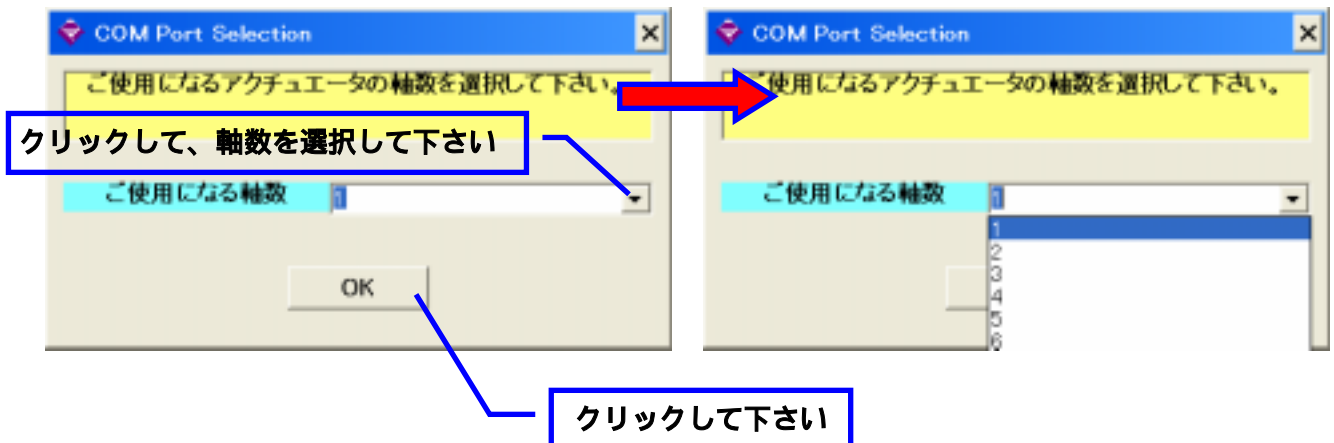 COM Port Selection
ご使用になるアクチュエータの軸数を選択して下さい。
クリックして、軸数を選択して下さい
ご使用になる軸数
1
OK
クリックして下さい
COM Port Selection
ご使用になるアクチュエータの軸数を選択して下さい。
ご使用になる軸数
1
1
2
3
4
5
6